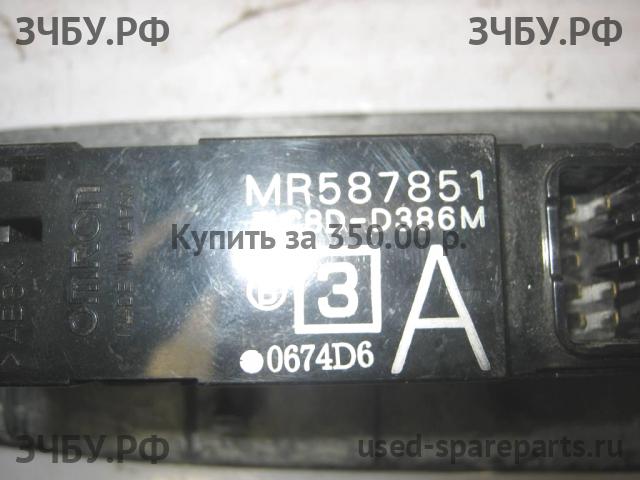 ЗЧБУ.РФ
ЗЧБУ.РФ
MR587851
D-D386M
Купить за 350.00 р.
OMRON
MADE IN JAPAN
3
A
0674D6
ЗЧБУ.РФ
used-spareparts.ru